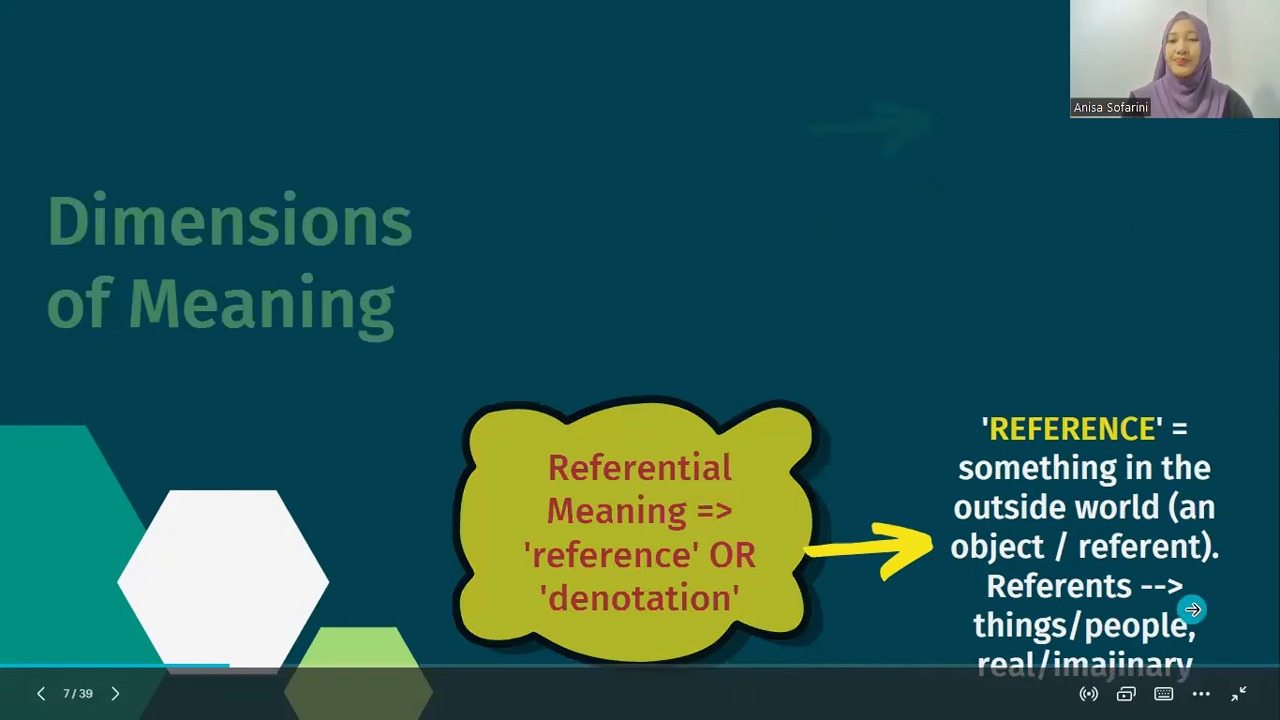 Anisa Sofarini
Dimensions
of Meaning
Referential
Meaning =>
'reference' OR
'denotation'
'REFERENCE' =
something in the
outside world (an
object / referent).
Referents -->
things/people,
real/imajinary
7 / 39